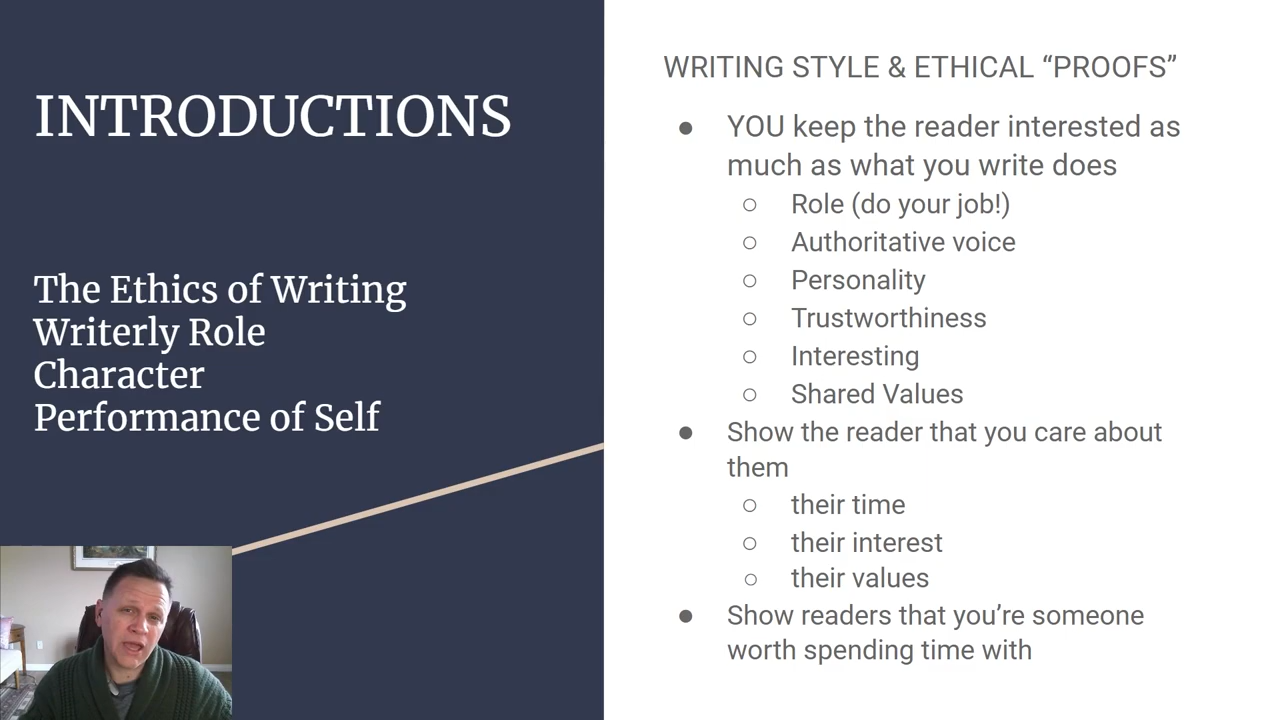 INTRODUCTIONS
The Ethics of Writing
Writerly Role
Character
Performance of Self
WRITING STYLE & ETHICAL “PROOFS”
● YOU keep the reader interested as
much as what you write does
○ Role (do your job!)
○ Authoritative voice
○ Personality
○ Trustworthiness
○ Interesting
○ Shared Values
● Show the reader that you care about
them
○ their time
○ their interest
○ their values
● Show readers that you’re someone
worth spending time with